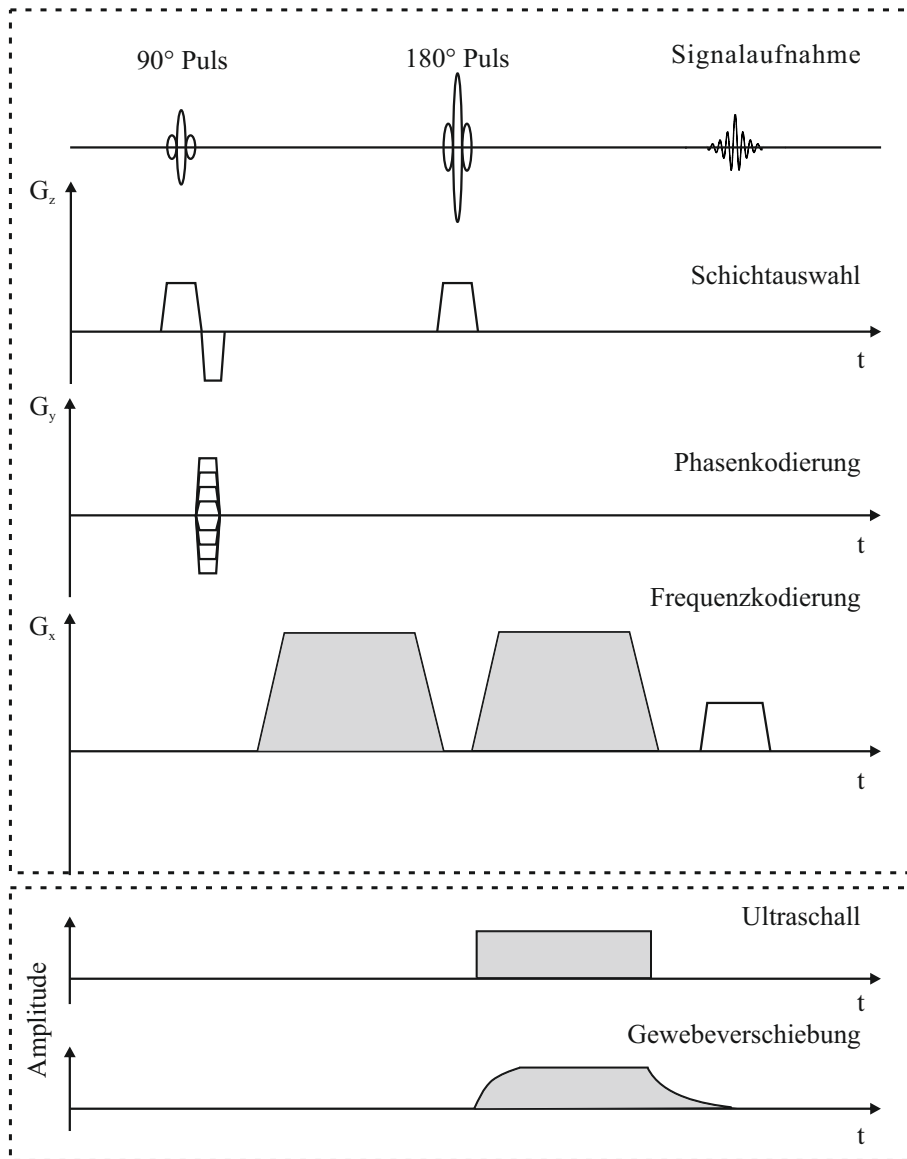 90° Puls
180° Puls
Signalaufnahme
G_z
Schichtauswahl
t
G_y
Phasenkodierung
t
Frequenzkodierung
G_x
t
Ultraschall
t
Amplitude
Gewebeverschiebung
t